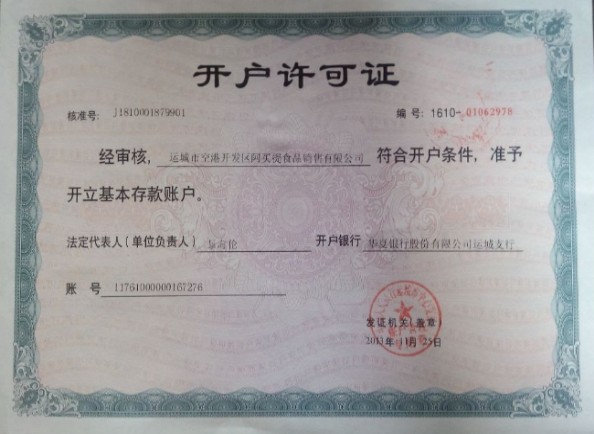 开户许可证
核准号: J1810001879901 编号: 1610-01062978
经审核, 运城市空港开发区阿买提食品销售有限公司 符合开户条件，准予
开立基本存款账户。
法定代表人(单位负责人) 海伦 开户银行 华夏银行股份有限公司运城支行
账 号 11761000000167276
发证机关(盖章)
2013年11月25日